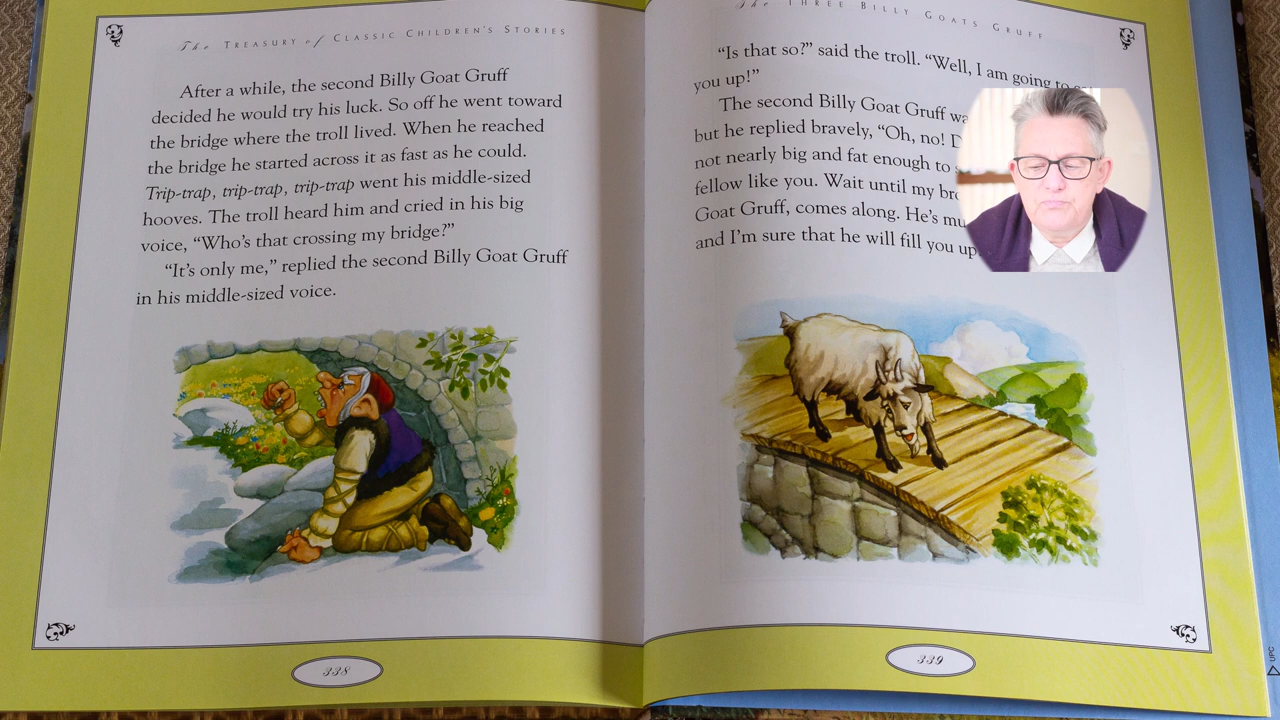 The Treasury of Classic Children's Stories
After a while, the second Billy Goat Gruff
decided he would try his luck. So off he went toward
the bridge where the troll lived. When he reached
the bridge he started across it as fast as he could.
Trip-trap, trip-trap, trip-trap went his middle-sized
hooves. The troll heard him and cried in his big
voice, “Who’s that crossing my bridge?”
“It’s only me,” replied the second Billy Goat Gruff
in his middle-sized voice.
338
The Three Billy Goats Gruff
“Is that so?” said the troll. “Well, I am going to
you up!”
The second Billy Goat Gruff
but he replied bravely, “Oh, no!
not nearly big and fat enough to
fellow like you. Wait until my
Goat Gruff, comes along. He’s
and I’m sure that he will fill you up
339
UPC